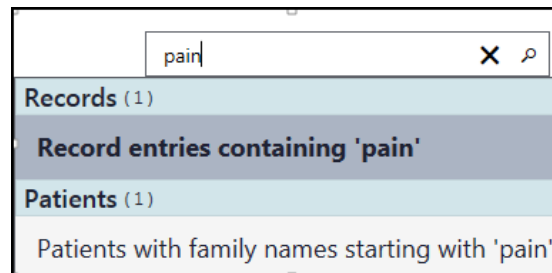 pain
Records (1)
Record entries containing 'pain'
Patients (1)
Patients with family names starting with 'pain'